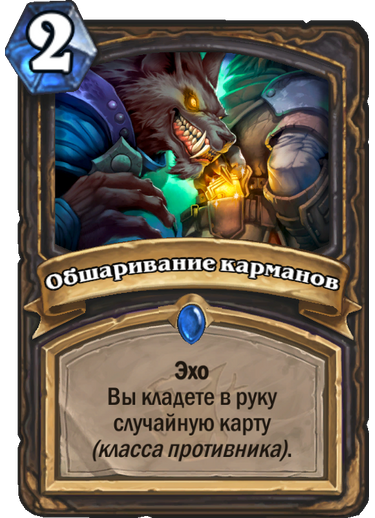 2
Обшаривание карманов
Эхо
Вы кладете в руку
случайную карту
(класса противника).